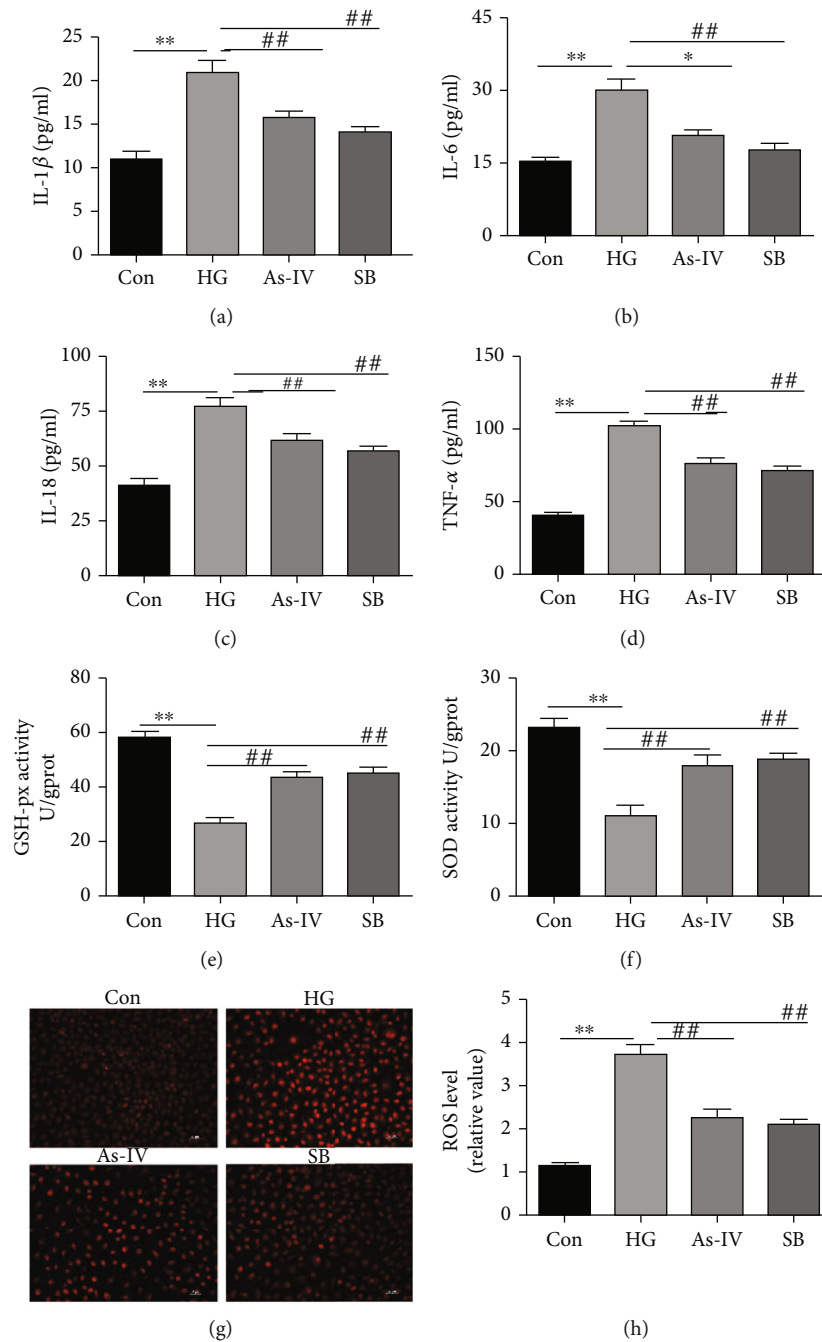 ** ## ##
25
20
15
10
5
0
IL-1β (pg/ml)
Con HG As-IV SB
(a)
** * ##
45
30
15
0
IL-6 (pg/ml)
Con HG As-IV SB
(b)
** ## ##
100
75
50
25
0
IL-18 (pg/ml)
Con HG As-IV SB
(c)
** ## ##
150
100
50
0
TNF-α (pg/ml)
Con HG As-IV SB
(d)
** ## ##
80
60
40
20
0
GSH-px activity
U/gprot
Con HG As-IV SB
(e)
** ## ##
30
20
10
0
SOD activity U/gprot
Con HG As-IV SB
(f)
Con HG
As-IV SB
(g)
** ## ##
5
4
3
2
1
0
ROS level
(relative value)
Con HG As-IV SB
(h)